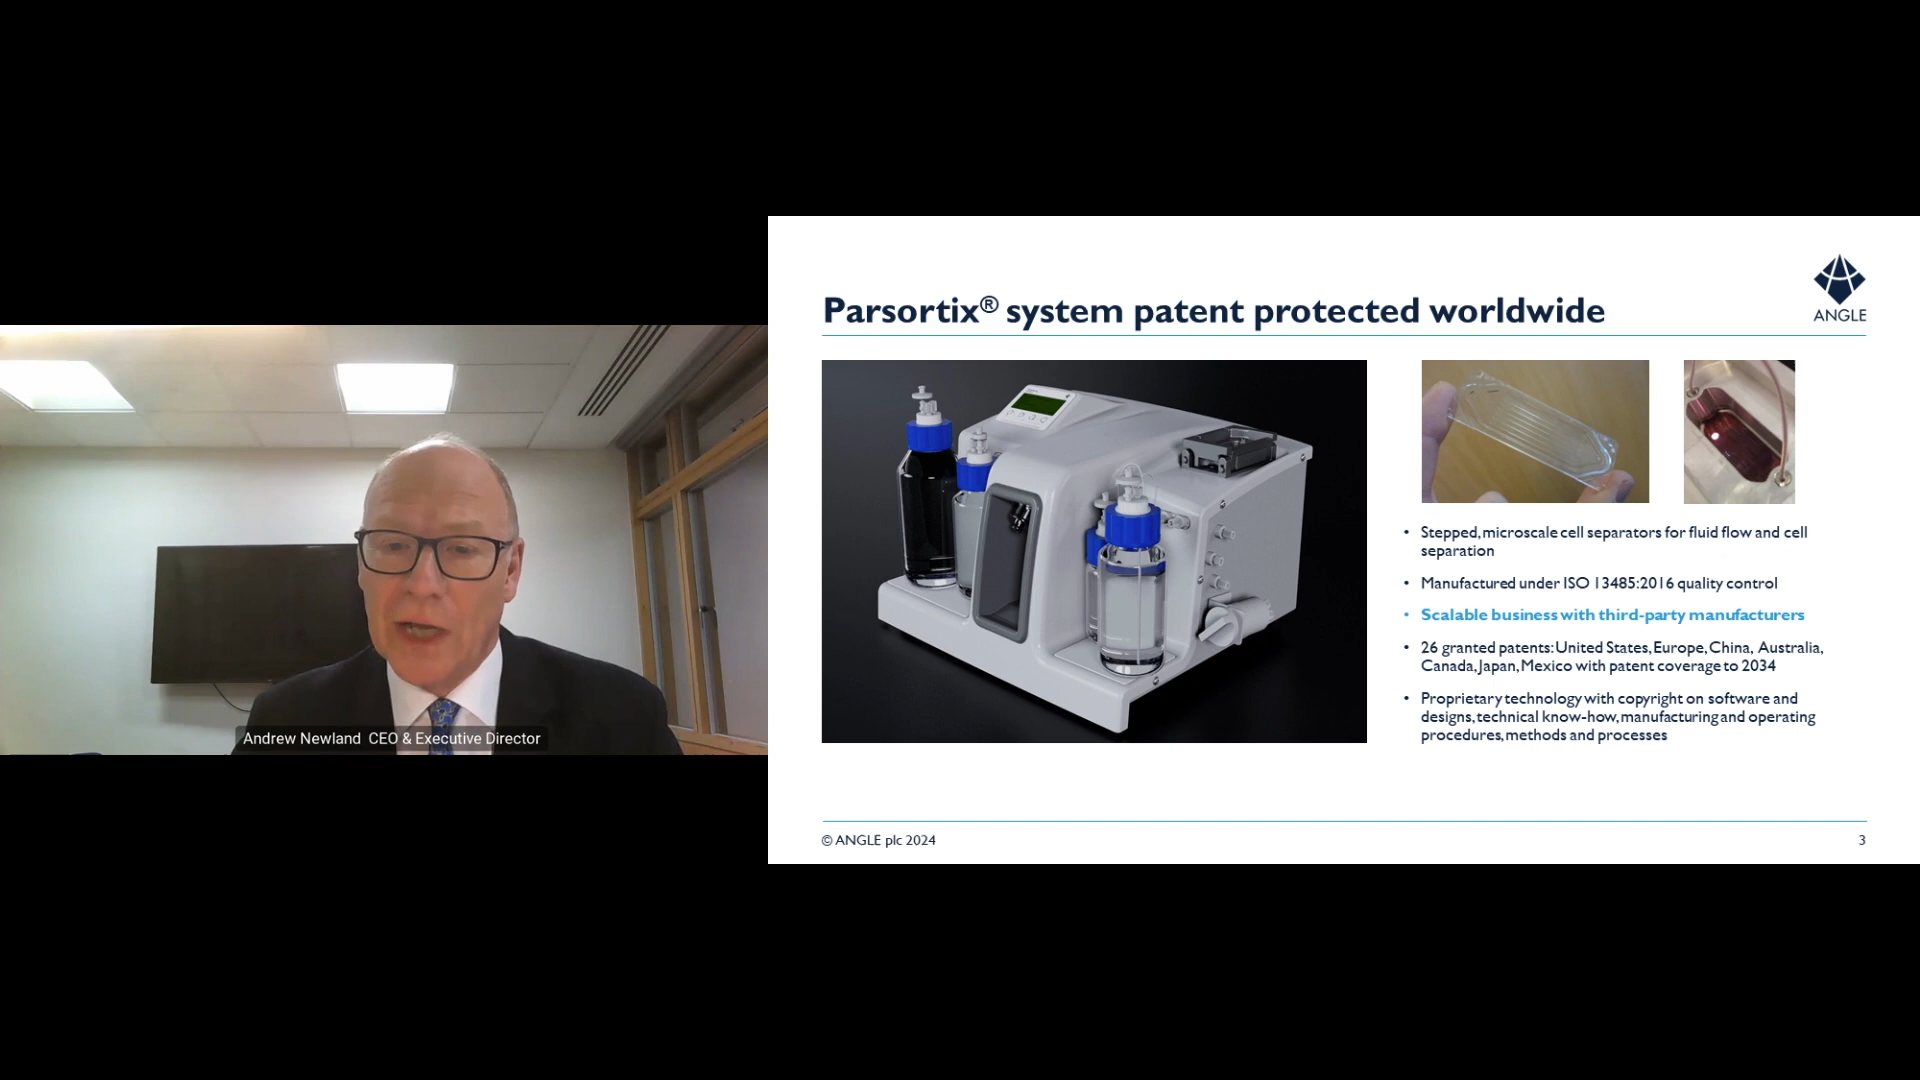 Andrew Newland  CEO & Executive Director
Parsortix® system patent protected worldwide
ANGLE
• Stepped, microscale cell separators for fluid flow and cell
separation
• Manufactured under ISO 13485:2016 quality control
• Scalable business with third-party manufacturers
• 26 granted patents: United States, Europe, China, Australia,
Canada, Japan, Mexico with patent coverage to 2034
• Proprietary technology with copyright on software and
designs, technical know-how, manufacturing and operating
procedures, methods and processes
© ANGLE plc 2024
3